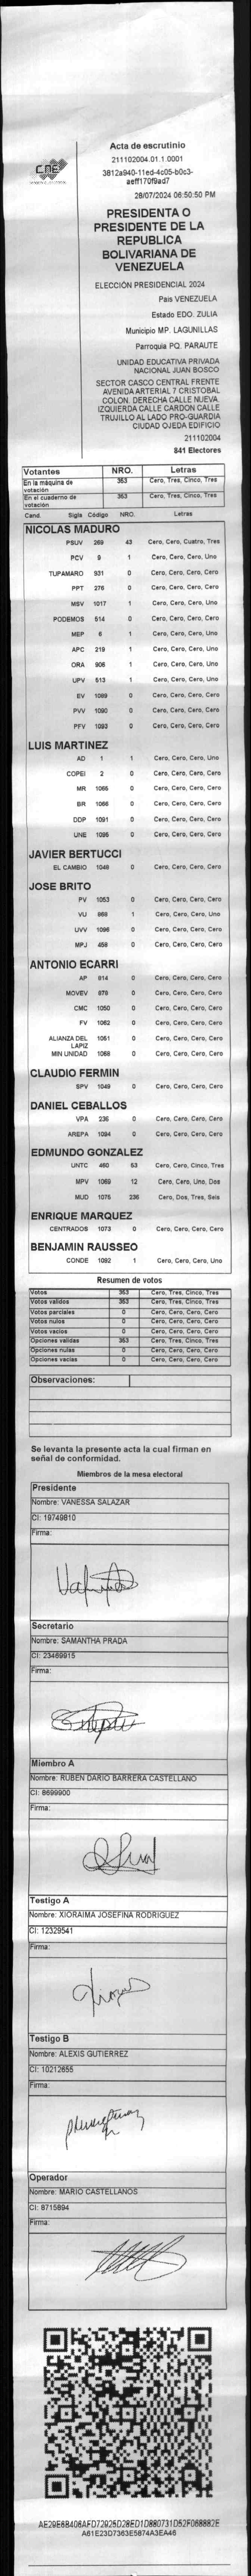 CNE
Acta de escrutinio
211102004.01.1.0001
3812a940-11ed-4c05-b0c3-
aeff170f9ad7
28/07/2024 06:50:50 PM
PRESIDENTA O
PRESIDENTE DE LA
REPUBLICA
BOLIVARIANA DE
VENEZUELA
ELECCIÓN PRESIDENCIAL 2024
Pais VENEZUELA
Estado EDO. ZULIA
Municipio MP. LAGUNILLAS
Parroquia PQ. PARAUTE
UNIDAD EDUCATIVA PRIVADA
NACIONAL JUAN BOSCO
SECTOR CASCO CENTRAL FRENTE
AVENIDA ARTERIAL 7 CRISTOBAL
COLON. DERECHA CALLE NUEVA.
IZQUIERDA CALLE CARDON CALLE
TRUJILLO AL LADO PRO-GUARDIA
CIUDAD OJEDA EDIFICIO
211102004
841 Electores
Votantes NRO. Letras
En la máquina de votación 353 Cero, Tres, Cinco, Tres
En el cuaderno de votación 353 Cero, Tres, Cinco, Tres
Cand. Sigla Código NRO. Letras
NICOLAS MADURO
PSUV 269 43 Cero, Cero, Cuatro, Tres
PCV 9 1 Cero, Cero, Cero, Uno
TUPAMARO 931 0 Cero, Cero, Cero, Cero
PPT 276 0 Cero, Cero, Cero, Cero
MSV 1017 1 Cero, Cero, Cero, Uno
PODEMOS 514 0 Cero, Cero, Cero, Cero
MEP 6 1 Cero, Cero, Cero, Uno
APC 219 1 Cero, Cero, Cero, Uno
ORA 906 1 Cero, Cero, Cero, Uno
UPV 513 1 Cero, Cero, Cero, Uno
EV 1089 0 Cero, Cero, Cero, Cero
PVV 1090 0 Cero, Cero, Cero, Cero
PFV 1093 0 Cero, Cero, Cero, Cero
LUIS MARTINEZ
AD 1 1 Cero, Cero, Cero, Uno
COPEI 2 0 Cero, Cero, Cero, Cero
MR 1065 0 Cero, Cero, Cero, Cero
BR 1066 0 Cero, Cero, Cero, Cero
DDP 1091 0 Cero, Cero, Cero, Cero
UNE 1095 0 Cero, Cero, Cero, Cero
JAVIER BERTUCCI
EL CAMBIO 1048 0 Cero, Cero, Cero, Cero
JOSE BRITO
PV 1053 0 Cero, Cero, Cero, Cero
VU 968 1 Cero, Cero, Cero, Uno
UVV 1096 0 Cero, Cero, Cero, Cero
MPJ 458 0 Cero, Cero, Cero, Cero
ANTONIO ECARRI
AP 814 0 Cero, Cero, Cero, Cero
MOVEV 979 0 Cero, Cero, Cero, Cero
CMC 1050 0 Cero, Cero, Cero, Cero
FV 1062 0 Cero, Cero, Cero, Cero
ALIANZA DEL LAPIZ 1051 0 Cero, Cero, Cero, Cero
MIN UNIDAD 1088 0 Cero, Cero, Cero, Cero
CLAUDIO FERMIN
SPV 1049 0 Cero, Cero, Cero, Cero
DANIEL CEBALLOS
VPA 236 0 Cero, Cero, Cero, Cero
AREPA 1094 0 Cero, Cero, Cero, Cero
EDMUNDO GONZALEZ
UNTC 460 53 Cero, Cero, Cinco, Tres
MPV 1069 12 Cero, Cero, Uno, Dos
MUD 1075 236 Cero, Dos, Tres, Seis
ENRIQUE MARQUEZ
CENTRADOS 1073 0 Cero, Cero, Cero, Cero
BENJAMIN RAUSSEO
CONDE 1092 1 Cero, Cero, Cero, Uno
Resumen de votos
Votos 353 Cero, Tres, Cinco, Tres
Votos validos 353 Cero, Tres, Cinco, Tres
Votos parciales 0 Cero, Cero, Cero, Cero
Votos nulos 0 Cero, Cero, Cero, Cero
Votos vacios 0 Cero, Cero, Cero, Cero
Opciones validas 353 Cero, Tres, Cinco, Tres
Opciones nulas 0 Cero, Cero, Cero, Cero
Opciones vacias 0 Cero, Cero, Cero, Cero
Observaciones:
Se levanta la presente acta la cual firman en
señal de conformidad.
Miembros de la mesa electoral
Presidente
Nombre: VANESSA SALAZAR
CI: 19749810
Firma:
Secretario
Nombre: SAMANTHA PRADA
CI: 23469915
Firma:
Miembro A
Nombre: RUBEN DARIO BARRERA CASTELLANO
CI: 8699900
Firma:
Testigo A
Nombre: XIORAIMA JOSEFINA RODRIGUEZ
CI: 12329541
Firma:
Testigo B
Nombre: ALEXIS GUTIERREZ
CI: 10212655
Firma:
Operador
Nombre: MARIO CASTELLANOS
CI: 8715894
Firma:
AE29E6B406AFD72925D28ED1D880731D52F068882E
A61E23D7363E5874A3EA46